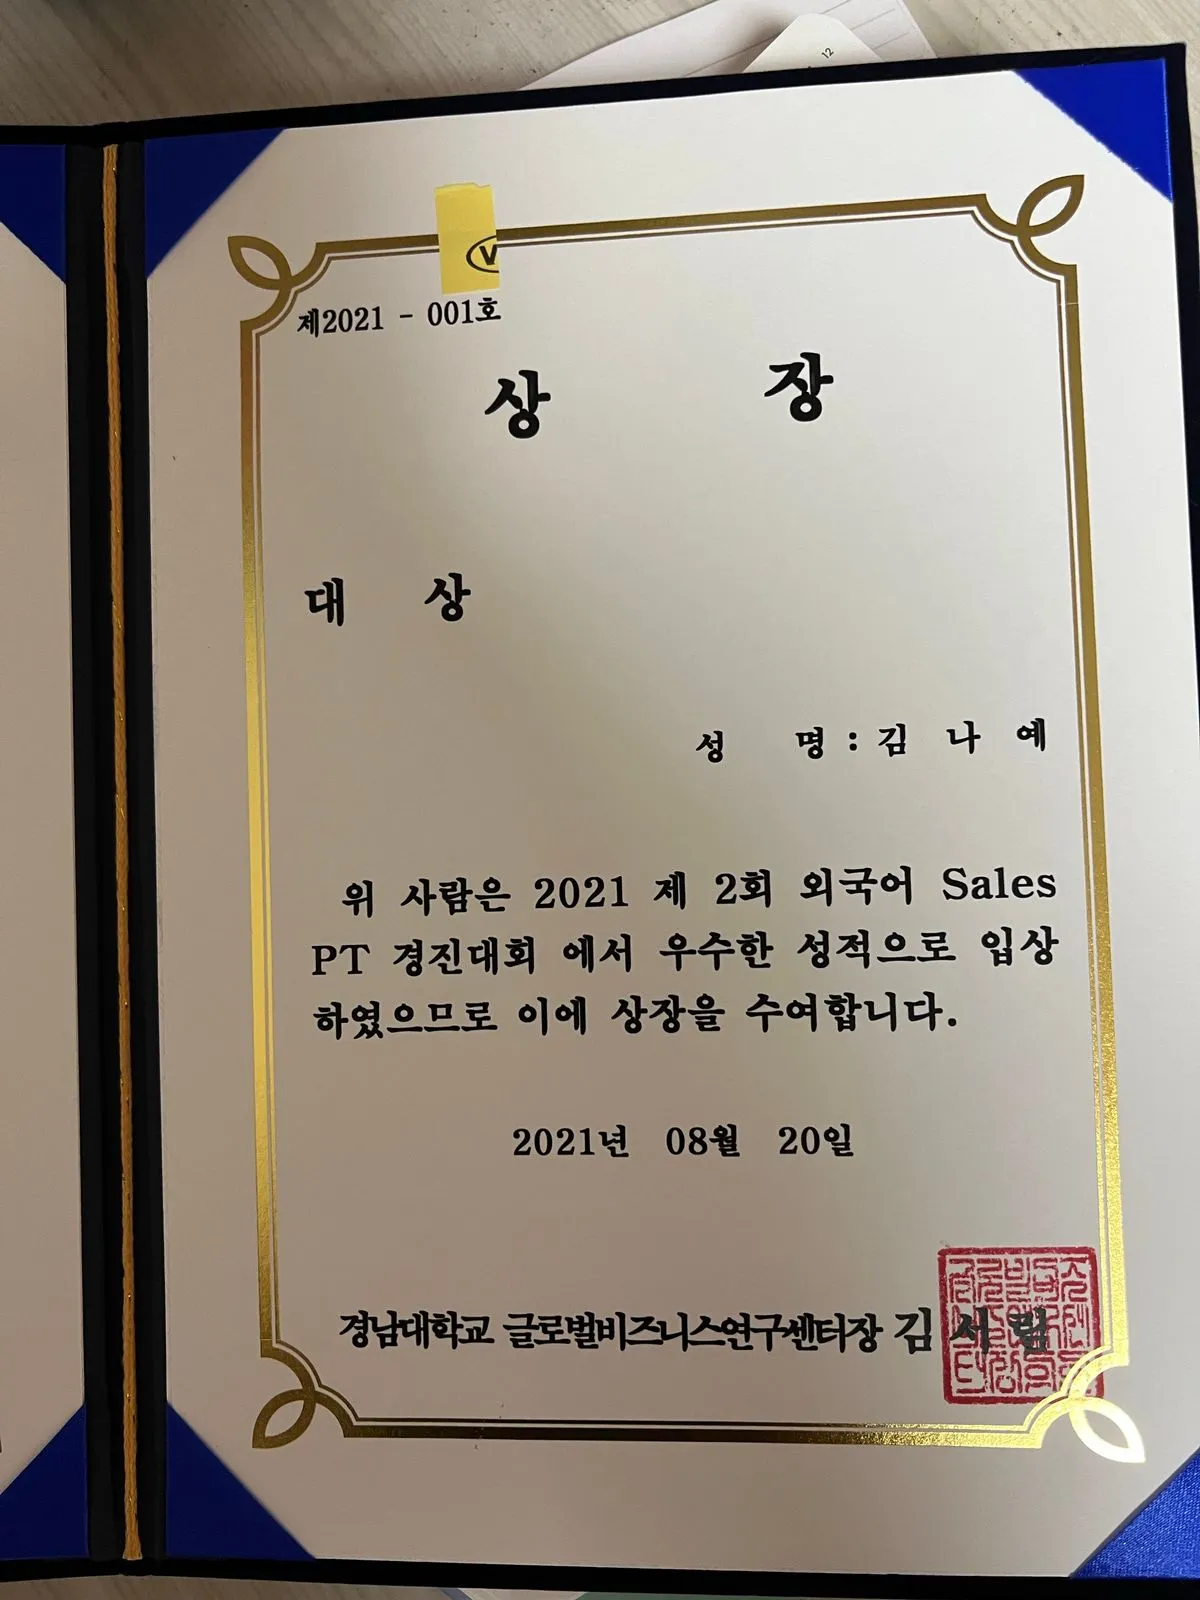 12
V
제2021 - 001호
상 장
대 상
성 명 : 김 나 예
위 사람은 2021 제 2회 외국어 Sales
PT 경진대회 에서 우수한 성적으로 입상
하였으므로 이에 상장을 수여합니다.
2021년 08월 20일
경남대학교 글로벌비즈니스연구센터장 김 서 림